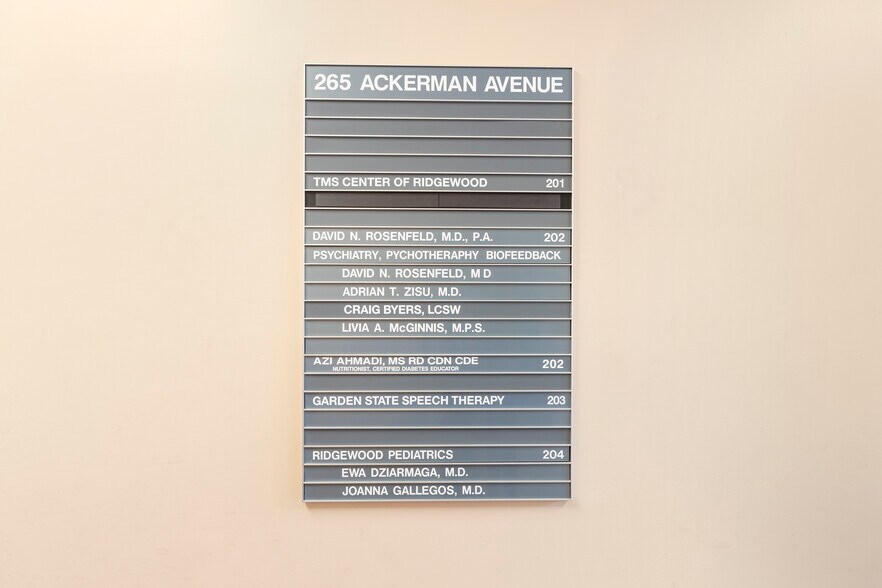 265 ACKERMAN AVENUE
TMS CENTER OF RIDGEWOOD 201
DAVID N. ROSENFELD, M.D., P.A. 202
PSYCHIATRY, PYCHOTHERAPHY BIOFEEDBACK
DAVID N. ROSENFELD, M D
ADRIAN T. ZISU, M.D.
CRAIG BYERS, LCSW
LIVIA A. McGINNIS, M.P.S.
AZI AHMADI, MS RD CDN CDE 202
NUTRITIONIST, CERTIFIED DIABETES EDUCATOR
GARDEN STATE SPEECH THERAPY 203
RIDGEWOOD PEDIATRICS 204
EWA DZIARMAGA, M.D.
JOANNA GALLEGOS, M.D.